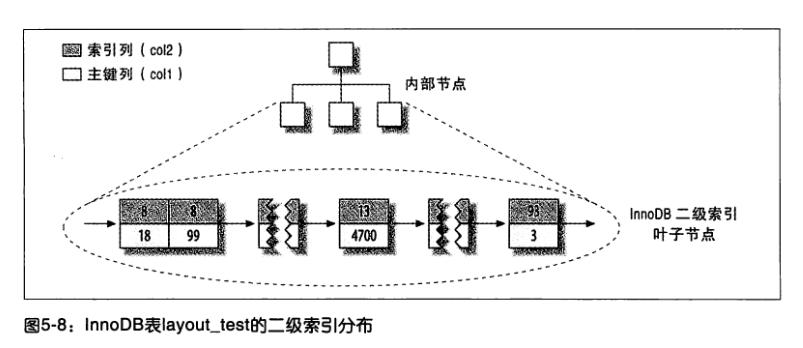 索引列（col2）
主键列（col1）
内部节点
8 8 13 93
18 99 4700 3
InnoDB 二级索引
叶子节点
图5-8：InnoDB表layout_test的二级索引分布